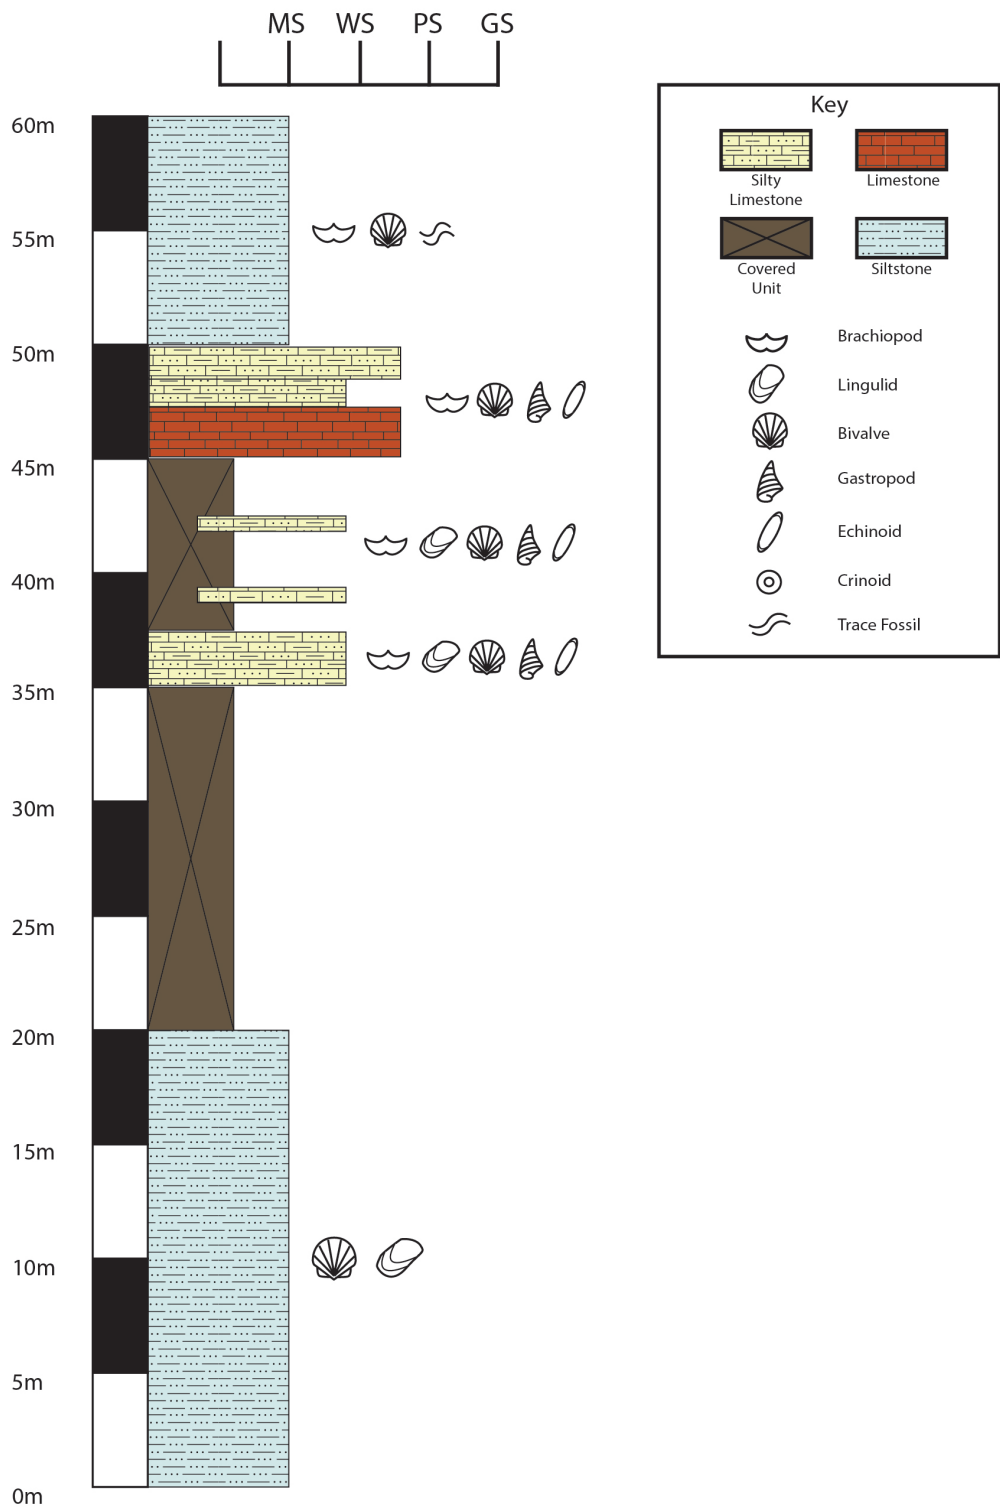 MS WS PS GS
60m
55m
50m
45m
40m
35m
30m
25m
20m
15m
10m
5m
0m
Key
Silty
Limestone
Limestone
Covered
Unit
Siltstone
Brachiopod
Lingulid
Bivalve
Gastropod
Echinoid
Crinoid
Trace Fossil